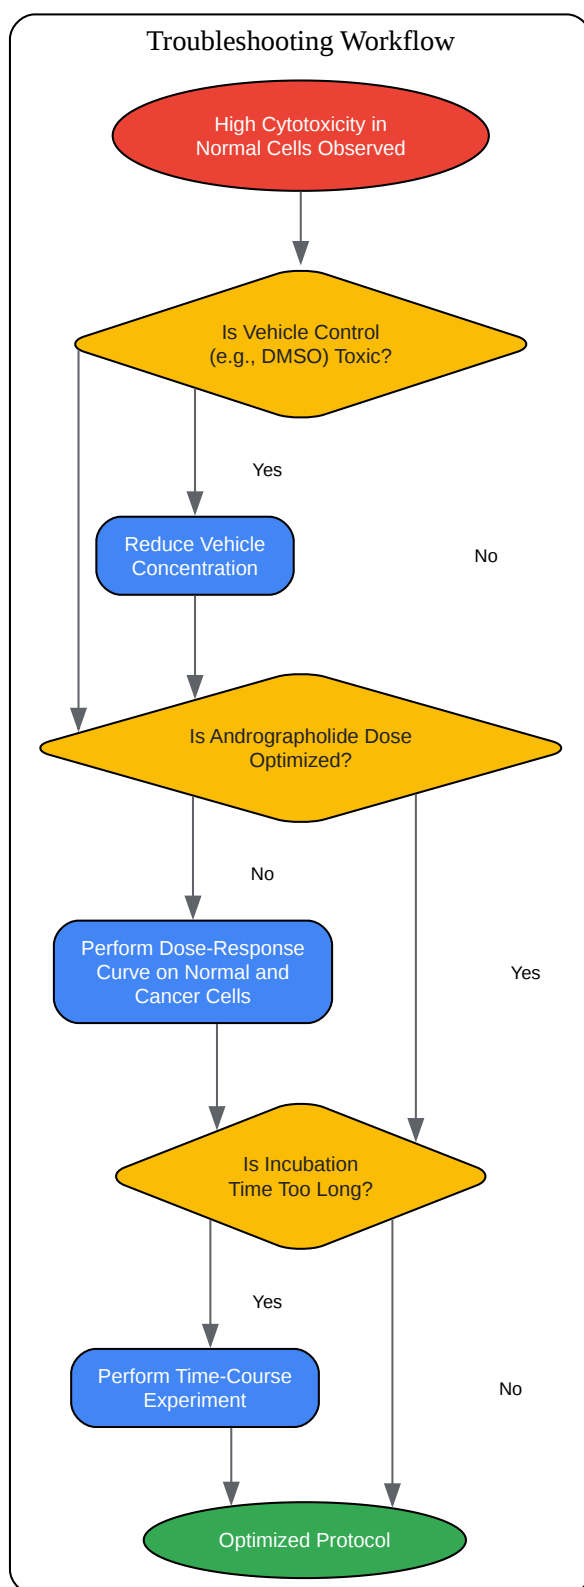 Troubleshooting Workflow
High Cytotoxicity in
Normal Cells Observed
Is Vehicle Control
(e.g., DMSO) Toxic?
Yes
Reduce Vehicle
Concentration
No
Is Andrographolide Dose
Optimized?
No
Perform Dose-Response
Curve on Normal and
Cancer Cells
Yes
Is Incubation
Time Too Long?
Yes
Perform Time-Course
Experiment
No
Optimized Protocol